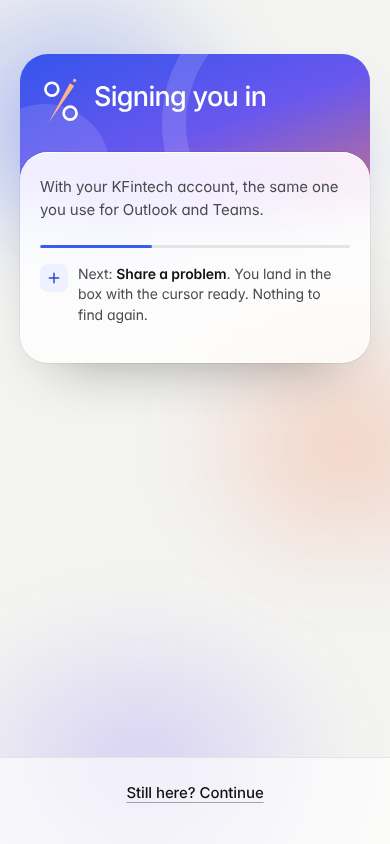 Signing you in
With your KFintech account, the same one
you use for Outlook and Teams.
Next: Share a problem. You land in the
box with the cursor ready. Nothing to
find again.
Still here? Continue